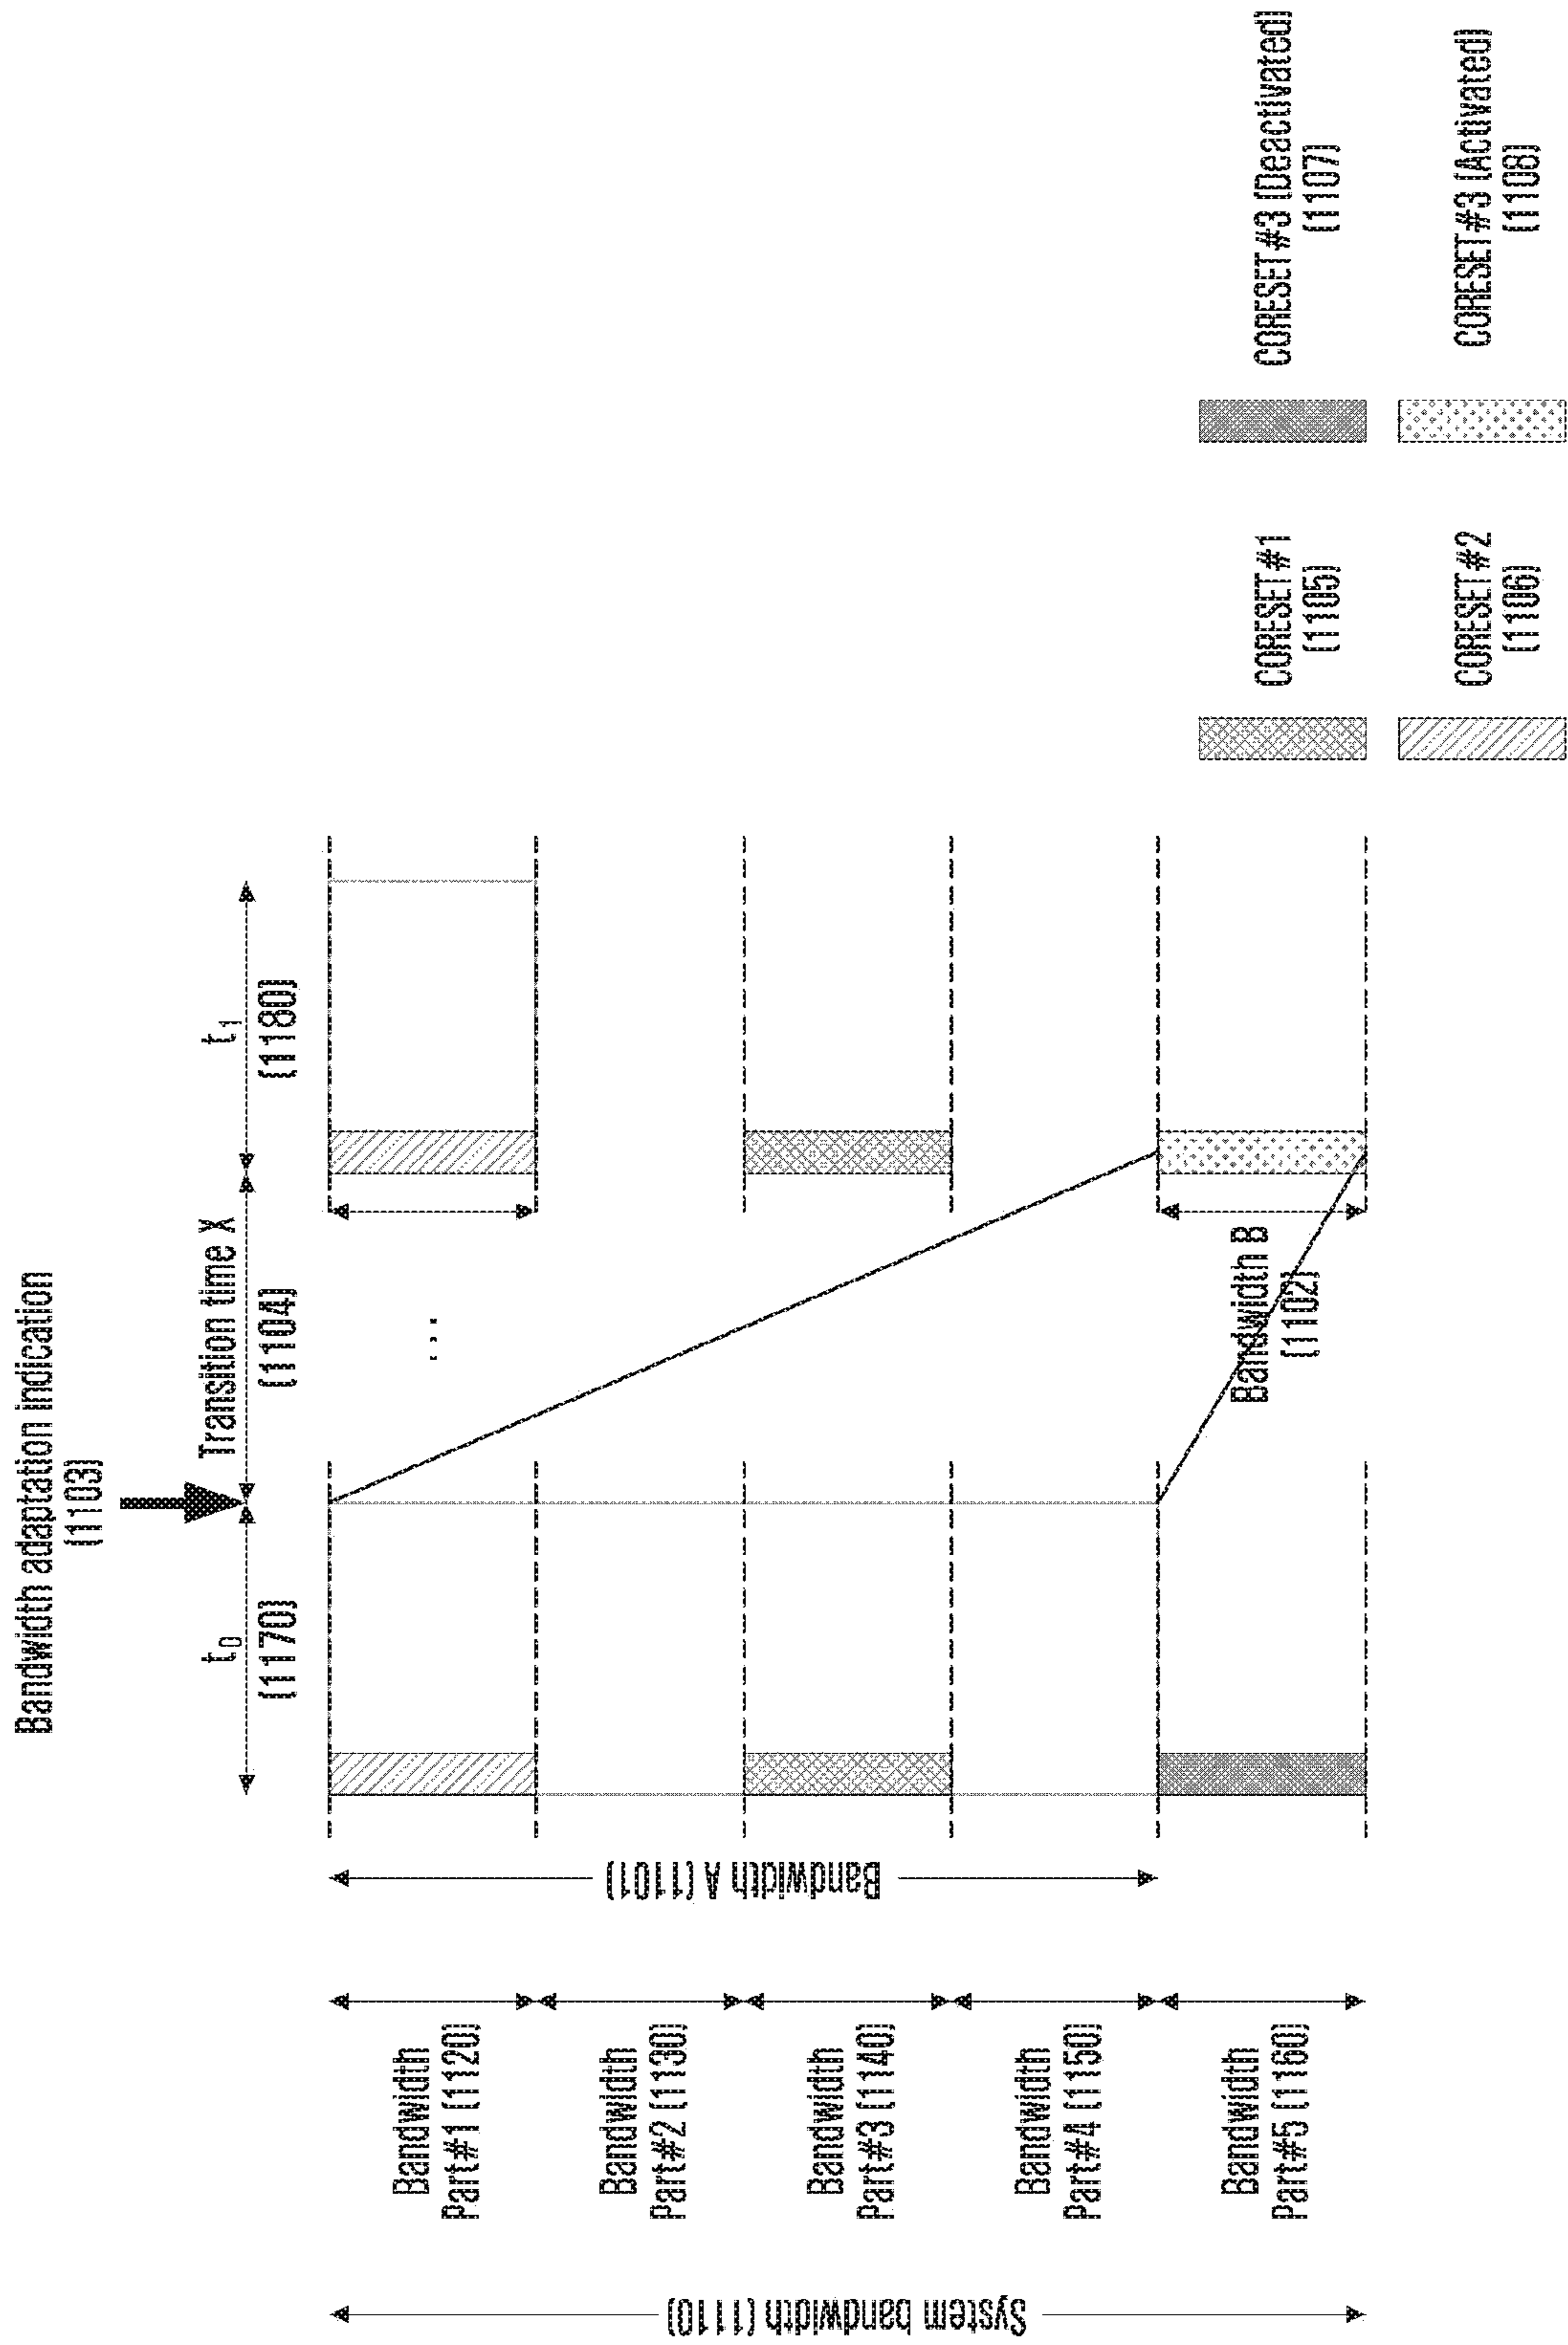 Bandwidth adaptation indication
(1103)
t0
(1170)
Transition time X
(1104)
t1
(1180)
System bandwidth (1110)
Bandwidth
Part#1 (1120)
Bandwidth
Part#2 (1130)
Bandwidth
Part#3 (1140)
Bandwidth
Part#4 (1150)
Bandwidth
Part#5 (1160)
Bandwidth A (1101)
...
Bandwidth B
(1102)
CORESET#1
(1105)
CORESET#3 (Deactivated)
(1107)
CORESET#2
(1106)
CORESET#3 (Activated)
(1108)